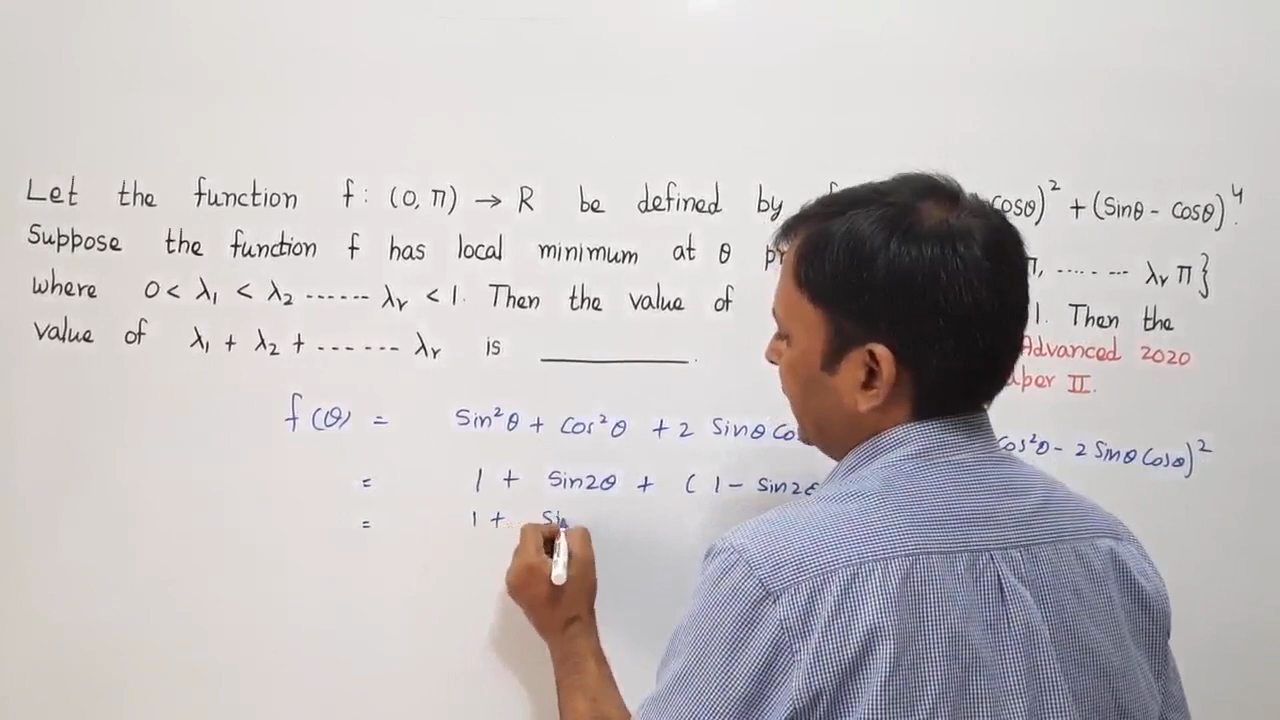 Let the function f: (0, π) → R be defined by cosθ)² + (Sinθ - cosθ)⁴.
Suppose the function f has local minimum at θ π, ........ λᵣ π}
where 0 < λ₁ < λ₂ ...... λᵣ < 1. Then the value of 1. Then the
value of λ₁ + λ₂ + ....... λᵣ is ________.
Advanced 2020
aper II.
f(θ) = Sin²θ + Cos²θ + 2 Sinθ Cos cos²θ - 2 Sinθ Cosθ)²
= 1 + Sin2θ + (1 - Sin2θ
= 1 + Si